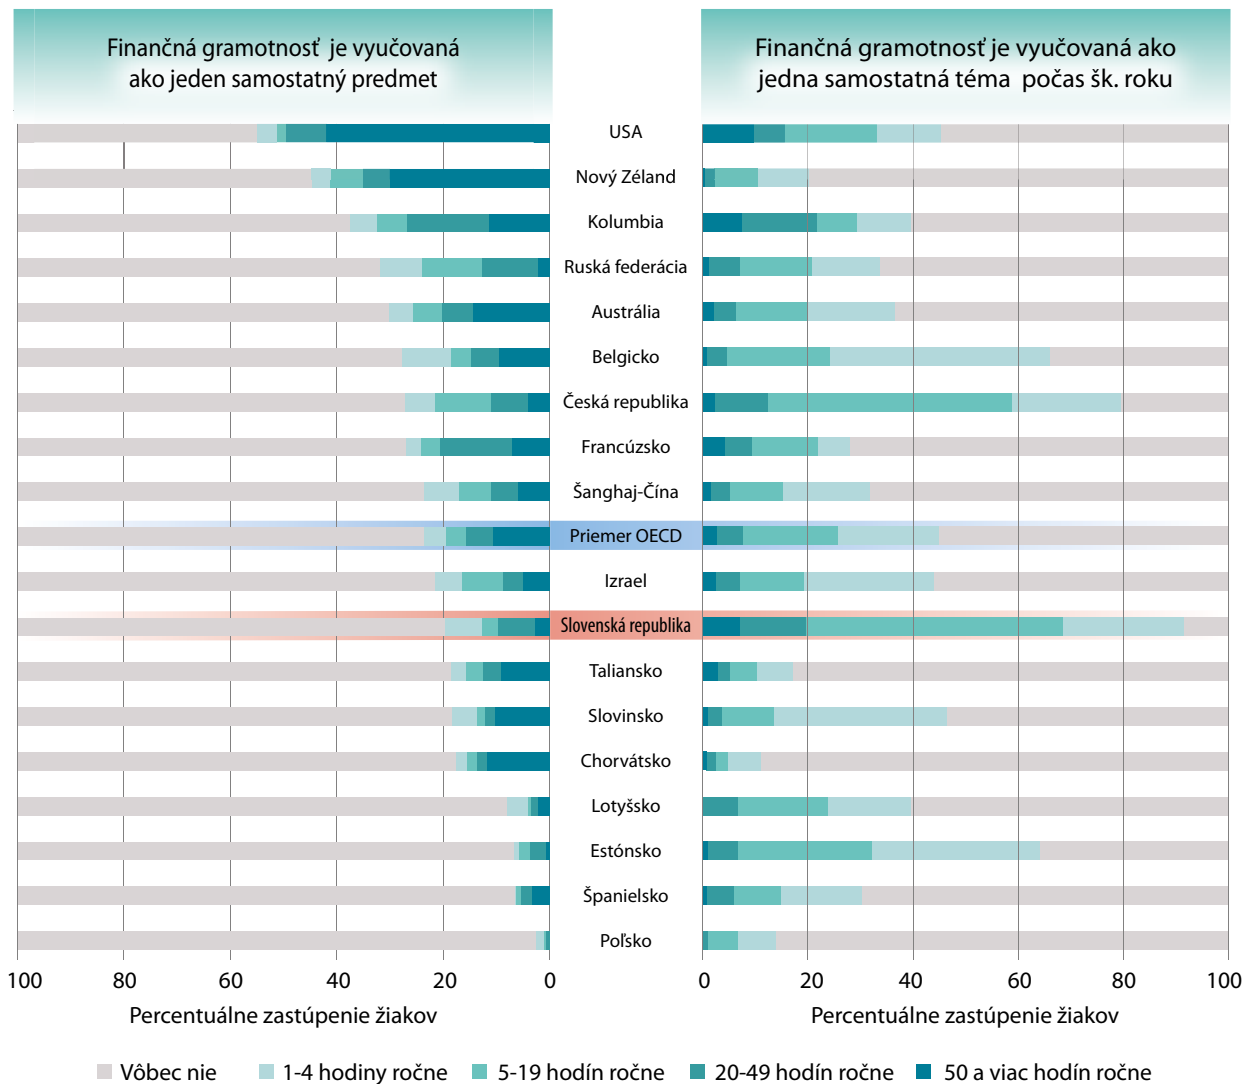 Finančná gramotnosť je vyučovaná
ako jeden samostatný predmet
Finančná gramotnosť je vyučovaná ako
jedna samostatná téma počas šk. roku
USA
Nový Zéland
Kolumbia
Ruská federácia
Austrália
Belgicko
Česká republika
Francúzsko
Šanghaj-Čína
Priemer OECD
Izrael
Slovenská republika
Taliansko
Slovinsko
Chorvátsko
Lotyšsko
Estónsko
Španielsko
Poľsko
100 80 60 40 20 0
0 20 40 60 80 100
Percentuálne zastúpenie žiakov
Percentuálne zastúpenie žiakov
Vôbec nie 1-4 hodiny ročne 5-19 hodín ročne 20-49 hodín ročne 50 a viac hodín ročne